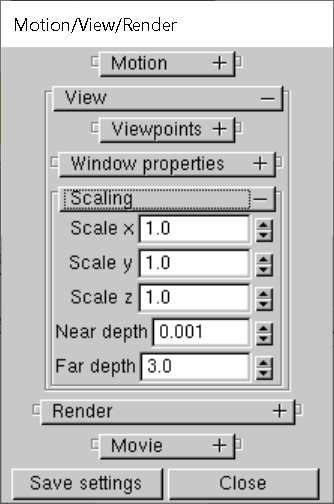 Motion/View/Render
Motion +
View −
Viewpoints +
Window properties +
Scaling −
Scale x 1.0
Scale y 1.0
Scale z 1.0
Near depth 0.001
Far depth 3.0
Render +
Movie +
Save settings Close